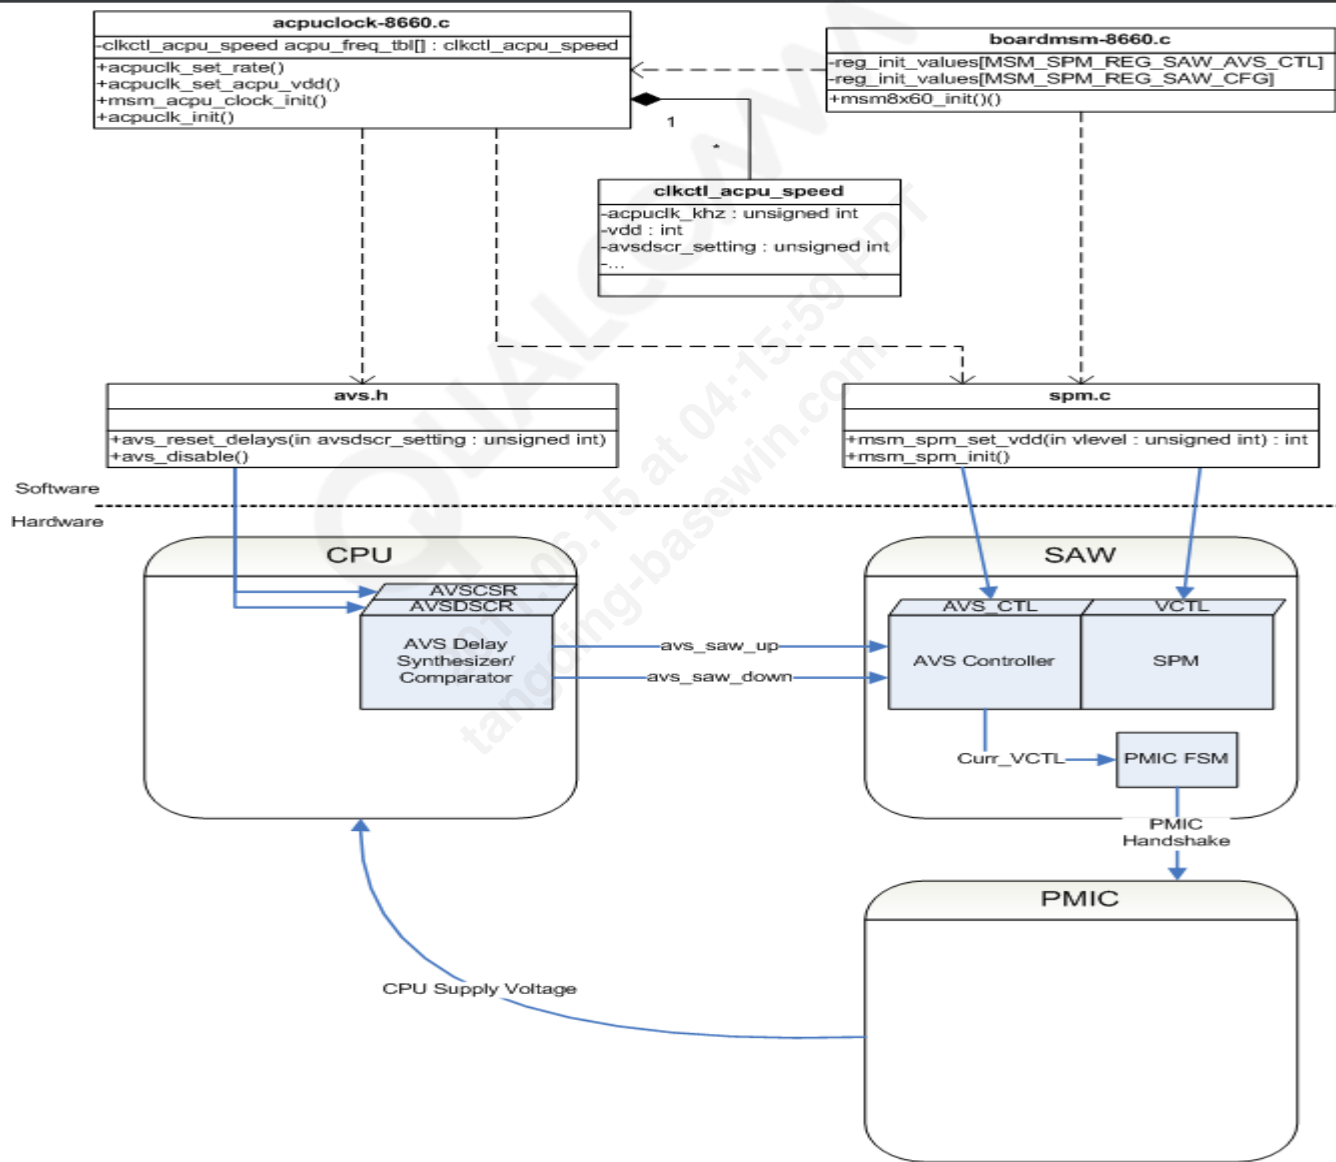 acpuclock-8660.c
-clkctl_acpu_speed acpu_freq_tbl[] : clkctl_acpu_speed
+acpuclk_set_rate()
+acpuclk_set_acpu_vdd()
+msm_acpu_clock_init()
+acpuclk_init()
boardmsm-8660.c
-reg_init_values[MSM_SPM_REG_SAW_AVS_CTL]
-reg_init_values[MSM_SPM_REG_SAW_CFG]
+msm8x60_init()()
1
*
clkctl_acpu_speed
-acpuclk_khz : unsigned int
-vdd : int
-avsdscr_setting : unsigned int
-...
avs.h
+avs_reset_delays(in avsdscr_setting : unsigned int)
+avs_disable()
spm.c
+msm_spm_set_vdd(in vlevel : unsigned int) : int
+msm_spm_init()
Software
Hardware
CPU
AVSCSR
AVSDSCR
AVS Delay
Synthesizer/
Comparator
avs_saw_up
avs_saw_down
SAW
AVS_CTL
VCTL
AVS Controller
SPM
Curr_VCTL
PMIC FSM
PMIC
Handshake
PMIC
CPU Supply Voltage
QUALCOMM